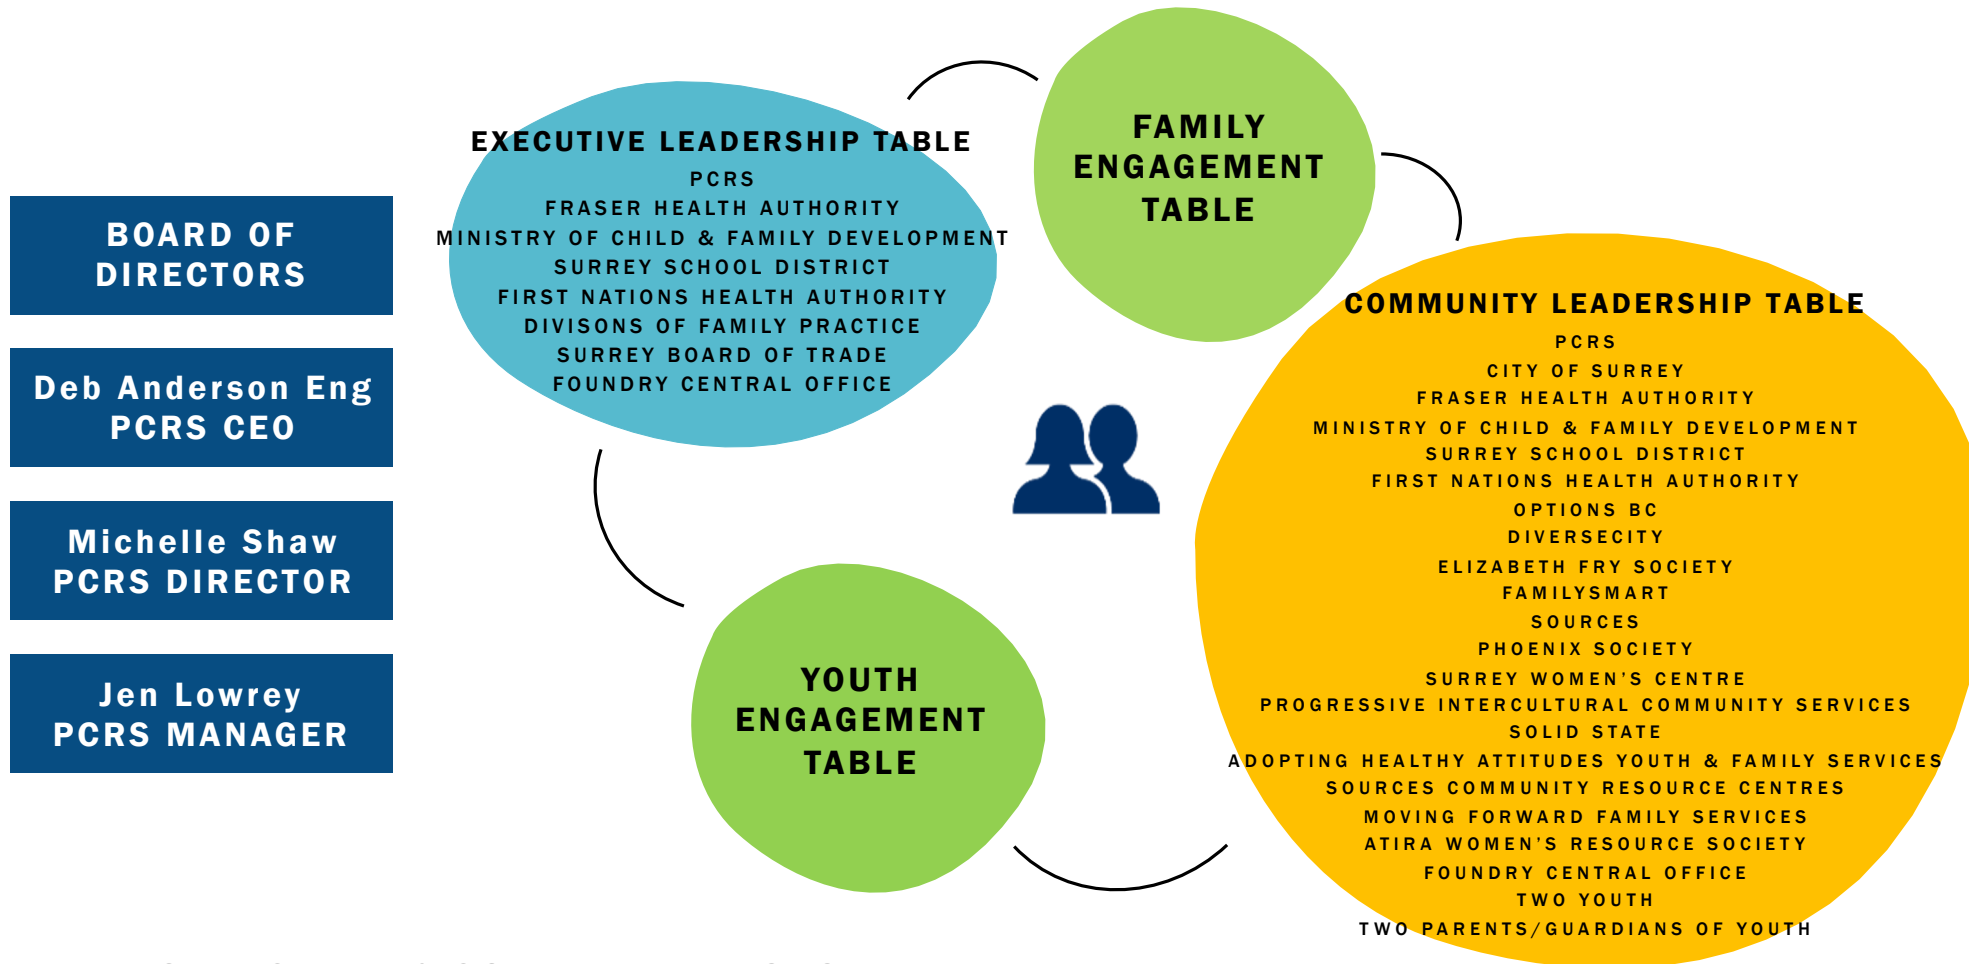 BOARD OF
DIRECTORS
Deb Anderson Eng
PCRS CEO
Michelle Shaw
PCRS DIRECTOR
Jen Lowrey
PCRS MANAGER
EXECUTIVE LEADERSHIP TABLE
PCRS
FRASER HEALTH AUTHORITY
MINISTRY OF CHILD & FAMILY DEVELOPMENT
SURREY SCHOOL DISTRICT
FIRST NATIONS HEALTH AUTHORITY
DIVISONS OF FAMILY PRACTICE
SURREY BOARD OF TRADE
FOUNDRY CENTRAL OFFICE
FAMILY
ENGAGEMENT
TABLE
YOUTH
ENGAGEMENT
TABLE
COMMUNITY LEADERSHIP TABLE
PCRS
CITY OF SURREY
FRASER HEALTH AUTHORITY
MINISTRY OF CHILD & FAMILY DEVELOPMENT
SURREY SCHOOL DISTRICT
FIRST NATIONS HEALTH AUTHORITY
OPTIONS BC
DIVERSECITY
ELIZABETH FRY SOCIETY
FAMILYSMART
SOURCES
PHOENIX SOCIETY
SURREY WOMEN'S CENTRE
PROGRESSIVE INTERCULTURAL COMMUNITY SERVICES
SOLID STATE
ADOPTING HEALTHY ATTITUDES YOUTH & FAMILY SERVICES
SOURCES COMMUNITY RESOURCE CENTRES
MOVING FORWARD FAMILY SERVICES
ATIRA WOMEN'S RESOURCE SOCIETY
FOUNDRY CENTRAL OFFICE
TWO YOUTH
TWO PARENTS/GUARDIANS OF YOUTH